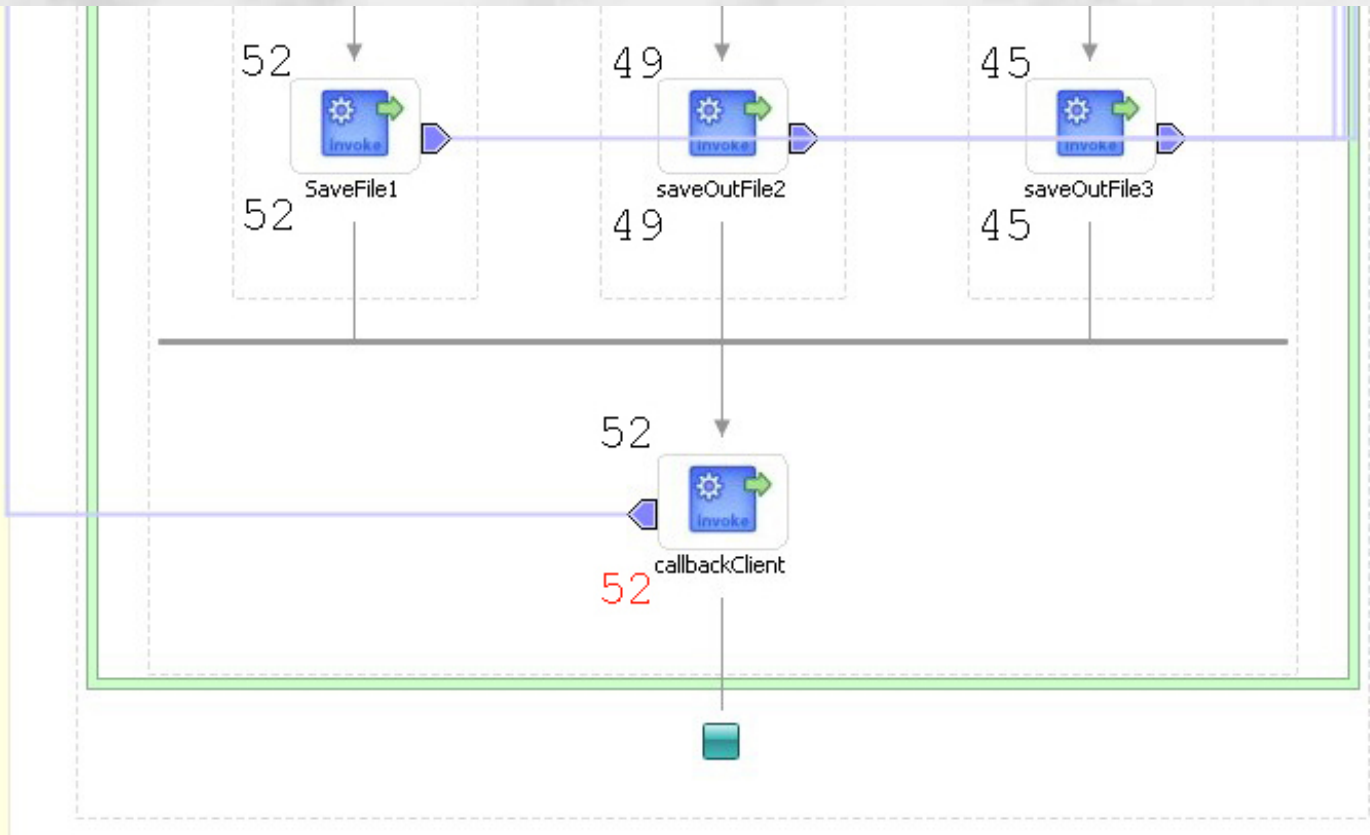 52 49 45
invoke invoke invoke
SaveFile1 saveOutFile2 saveOutFile3
52 49 45
52
invoke
callbackClient
52